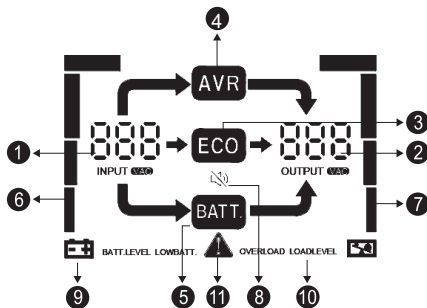 4
AVR
888 ECO 888 3
1 INPUT VAC OUTPUT VAC 2
6 BATT. 7
BATT.LEVEL LOWBATT. OVERLOAD LOADLEVEL
9 5 11 8 10